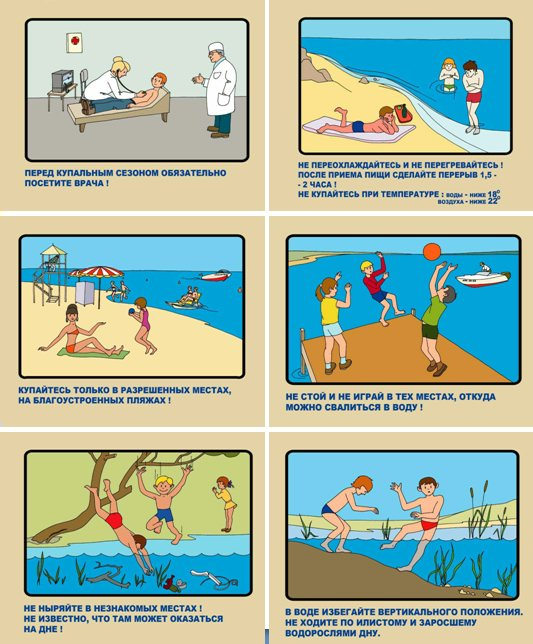 ПЕРЕД КУПАЛЬНЫМ СЕЗОНОМ ОБЯЗАТЕЛЬНО
ПОСЕТИТЕ ВРАЧА !
НЕ ПЕРЕОХЛАЖДАЙТЕСЬ И НЕ ПЕРЕГРЕВАЙТЕСЬ !
ПОСЛЕ ПРИЕМА ПИЩИ СДЕЛАЙТЕ ПЕРЕРЫВ 1,5 -
- 2 ЧАСА !
НЕ КУПАЙТЕСЬ ПРИ ТЕМПЕРАТУРЕ : ВОДЫ - НИЖЕ 18°
ВОЗДУХА - НИЖЕ 22°
КУПАЙТЕСЬ ТОЛЬКО В РАЗРЕШЕННЫХ МЕСТАХ,
НА БЛАГОУСТРОЕННЫХ ПЛЯЖАХ !
НЕ СТОЙ И НЕ ИГРАЙ В ТЕХ МЕСТАХ, ОТКУДА
МОЖНО СВАЛИТЬСЯ В ВОДУ !
НЕ НЫРЯЙТЕ В НЕЗНАКОМЫХ МЕСТАХ !
НЕ ИЗВЕСТНО, ЧТО ТАМ МОЖЕТ ОКАЗАТЬСЯ
НА ДНЕ !
В ВОДЕ ИЗБЕГАЙТЕ ВЕРТИКАЛЬНОГО ПОЛОЖЕНИЯ.
НЕ ХОДИТЕ ПО ИЛИСТОМУ И ЗАРОСШЕМУ
ВОДОРОСЛЯМИ ДНУ.